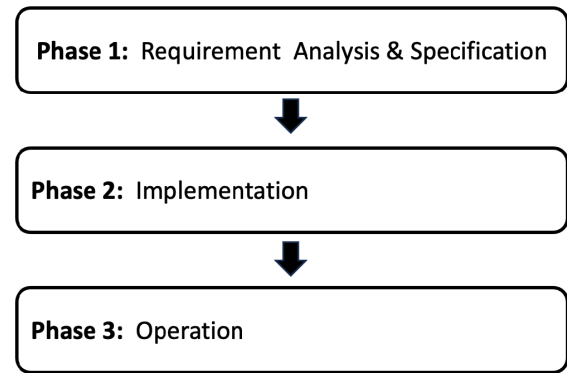 Phase 1: Requirement Analysis & Specification
Phase 2: Implementation
Phase 3: Operation